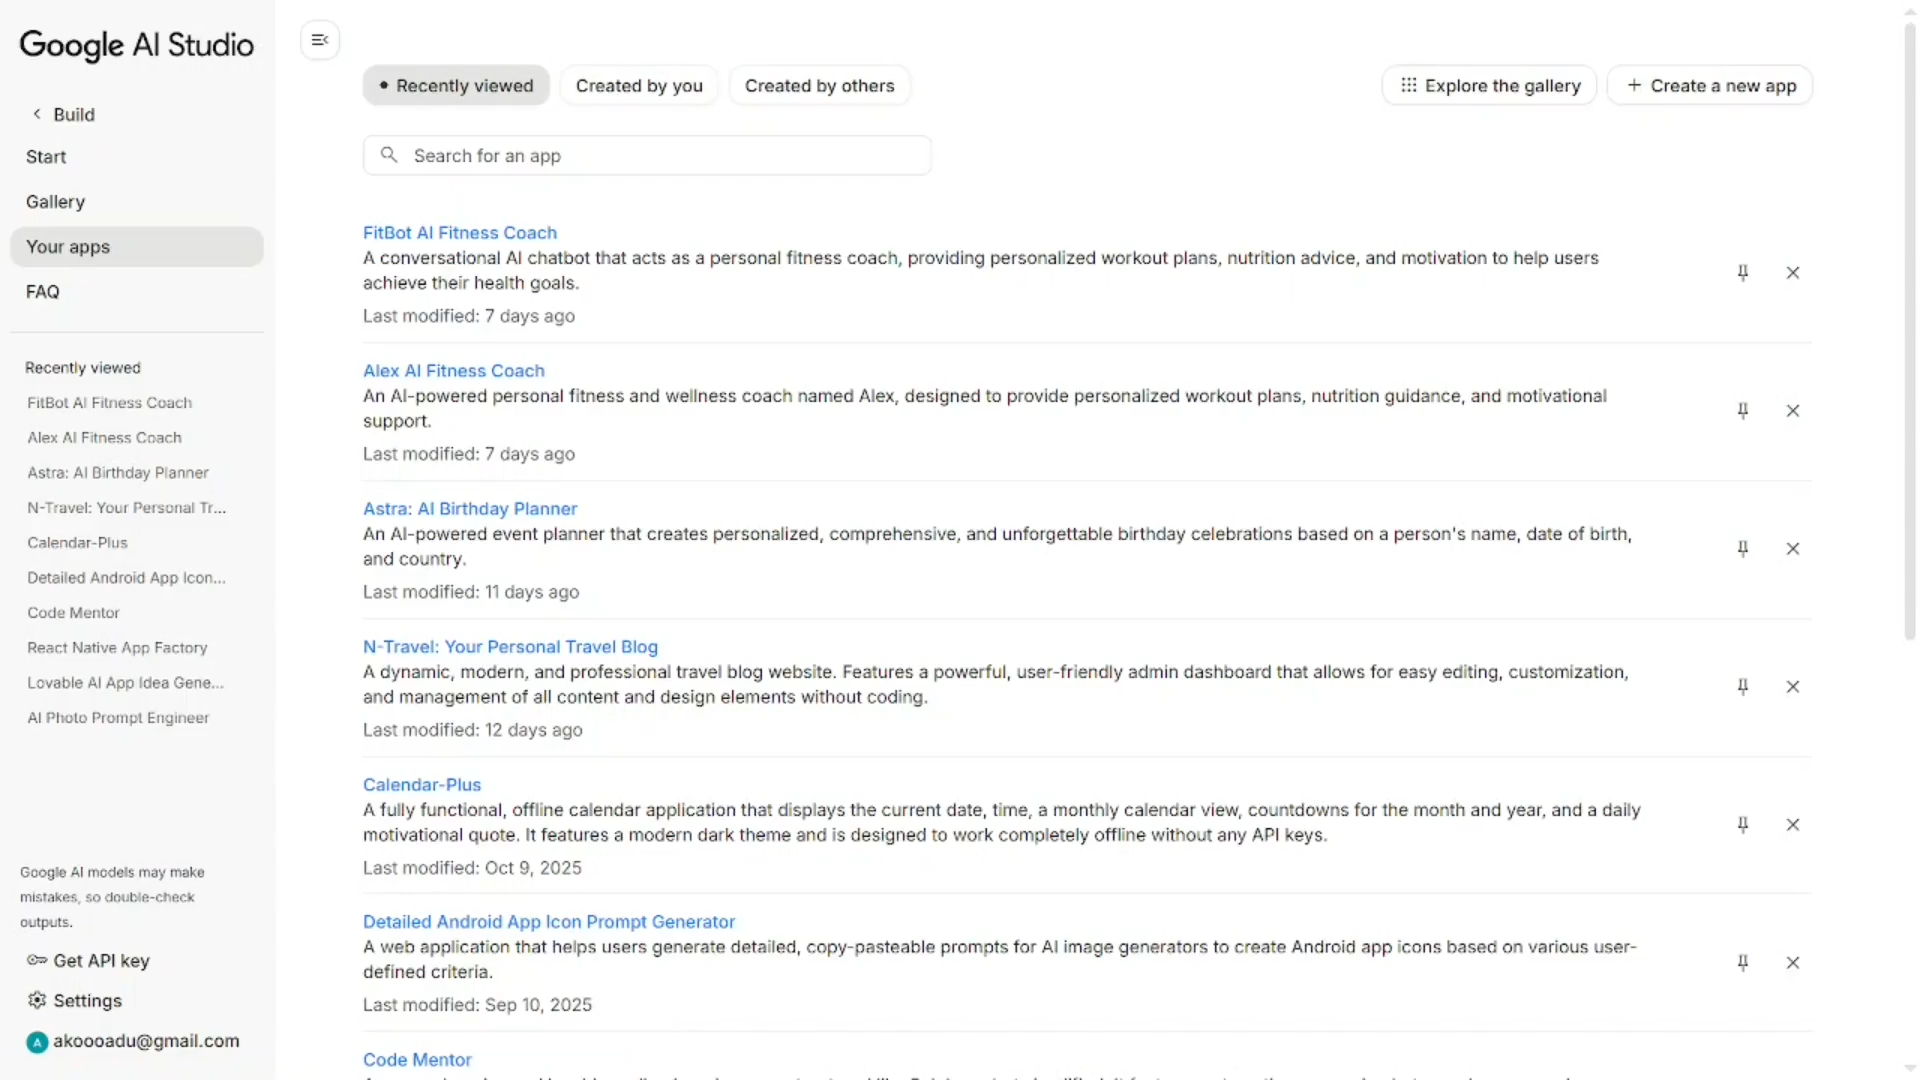 Google AI Studio
Build
Start
Gallery
Your apps
FAQ
Recently viewed
FitBot AI Fitness Coach
Alex AI Fitness Coach
Astra: AI Birthday Planner
N-Travel: Your Personal Tr...
Calendar-Plus
Detailed Android App Icon...
Code Mentor
React Native App Factory
Lovable AI App Idea Gene...
AI Photo Prompt Engineer
Google AI models may make
mistakes, so double-check
outputs.
Get API key
Settings
A akoooadu@gmail.com
Recently viewed
Created by you
Created by others
Explore the gallery
Create a new app
Search for an app
FitBot AI Fitness Coach
A conversational AI chatbot that acts as a personal fitness coach, providing personalized workout plans, nutrition advice, and motivation to help users
achieve their health goals.
Last modified: 7 days ago
Alex AI Fitness Coach
An AI-powered personal fitness and wellness coach named Alex, designed to provide personalized workout plans, nutrition guidance, and motivational
support.
Last modified: 7 days ago
Astra: AI Birthday Planner
An AI-powered event planner that creates personalized, comprehensive, and unforgettable birthday celebrations based on a person's name, date of birth,
and country.
Last modified: 11 days ago
N-Travel: Your Personal Travel Blog
A dynamic, modern, and professional travel blog website. Features a powerful, user-friendly admin dashboard that allows for easy editing, customization,
and management of all content and design elements without coding.
Last modified: 12 days ago
Calendar-Plus
A fully functional, offline calendar application that displays the current date, time, a monthly calendar view, countdowns for the month and year, and a daily
motivational quote. It features a modern dark theme and is designed to work completely offline without any API keys.
Last modified: Oct 9, 2025
Detailed Android App Icon Prompt Generator
A web application that helps users generate detailed, copy-pasteable prompts for AI image generators to create Android app icons based on various user-
defined criteria.
Last modified: Sep 10, 2025
Code Mentor